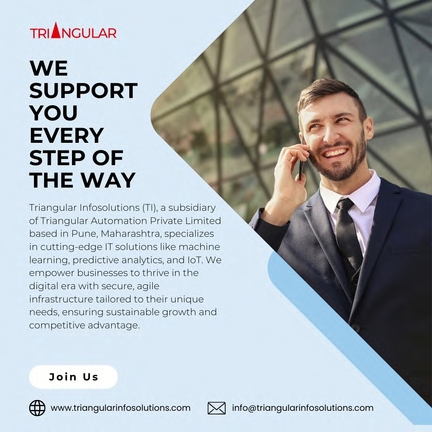 TRIANGULAR
WE
SUPPORT
YOU
EVERY
STEP OF
THE WAY
Triangular Infosolutions (TI), a subsidiary
of Triangular Automation Private Limited
based in Pune, Maharashtra, specializes
in cutting-edge IT solutions like machine
learning, predictive analytics, and IoT. We
empower businesses to thrive in the
digital era with secure, agile
infrastructure tailored to their unique
needs, ensuring sustainable growth and
competitive advantage.
Join Us
www.triangularinfosolutions.com info@triangularinfosolutions.com